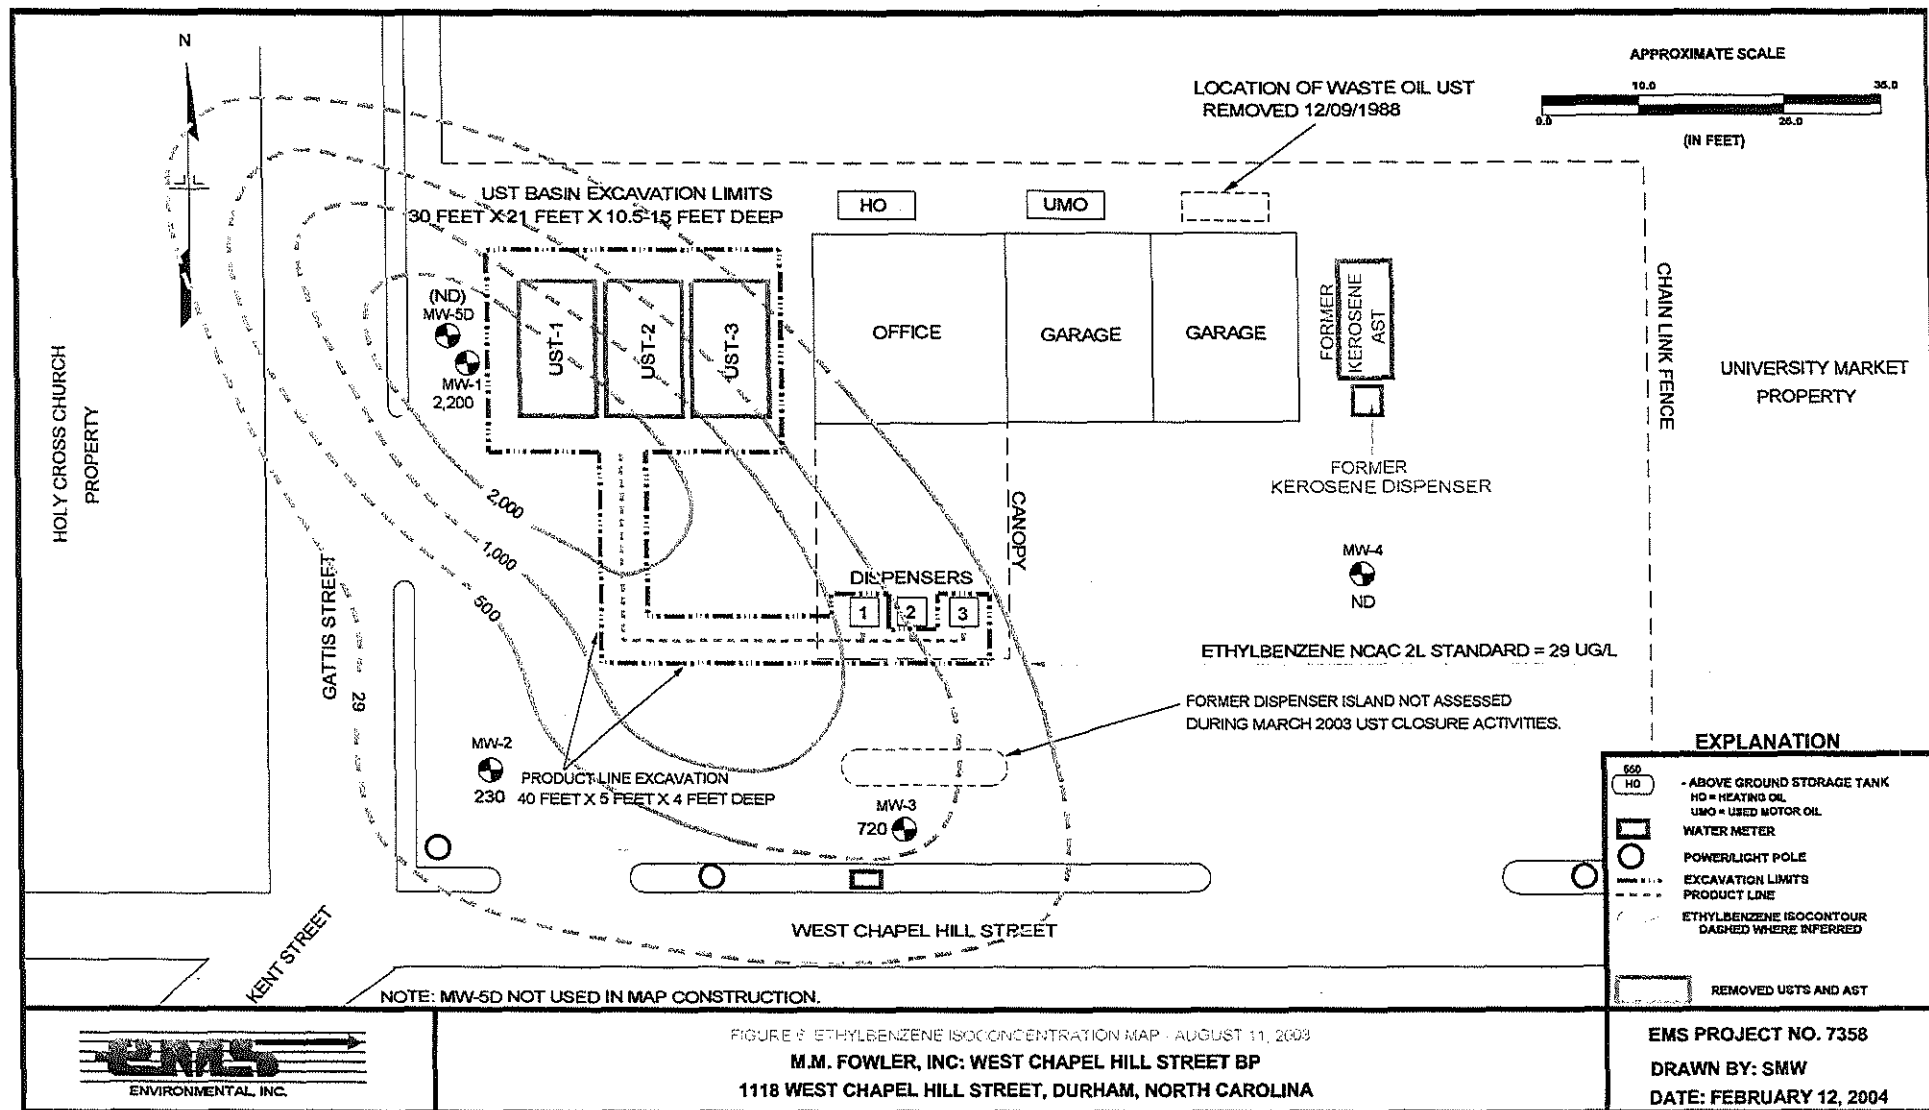 N
APPROXIMATE SCALE
10.0
35.0
0.0
(IN FEET)
LOCATION OF WASTE OIL UST
REMOVED 12/09/1988
UST BASIN EXCAVATION LIMITS
30 FEET X 21 FEET X 10.5-15 FEET DEEP
HO
UMO
(ND)
MW-5D
MW-1
2,200
UST-1
UST-2
UST-3
OFFICE
GARAGE
GARAGE
FORMER
KEROSENE
AST
CHAIN LINK FENCE
UNIVERSITY MARKET
PROPERTY
HOLY CROSS CHURCH
PROPERTY
FORMER
KEROSENE DISPENSER
2,000
1,000
500
29
CANOPY
GATTIS STREET
DISPENSERS
1
2
3
MW-4
ND
ETHYLBENZENE NCAC 2L STANDARD = 29 UG/L
FORMER DISPENSER ISLAND NOT ASSESSED
DURING MARCH 2003 UST CLOSURE ACTIVITIES.
MW-2
230
PRODUCT LINE EXCAVATION
40 FEET X 5 FEET X 4 FEET DEEP
MW-3
720
WEST CHAPEL HILL STREET
KENT STREET
NOTE: MW-5D NOT USED IN MAP CONSTRUCTION.
EXPLANATION
HO
- ABOVE GROUND STORAGE TANK
HO = HEATING OIL
UMO = USED MOTOR OIL
WATER METER
POWER/LIGHT POLE
EXCAVATION LIMITS
PRODUCT LINE
ETHYLBENZENE ISOCONTOUR
DASHED WHERE INFERRED
REMOVED USTS AND AST
EMS
ENVIRONMENTAL, INC.
FIGURE ETHYLBENZENE ISOCONCENTRATION MAP - AUGUST 11, 2003
M.M. FOWLER, INC: WEST CHAPEL HILL STREET BP
1118 WEST CHAPEL HILL STREET, DURHAM, NORTH CAROLINA
EMS PROJECT NO. 7358
DRAWN BY: SMW
DATE: FEBRUARY 12, 2004